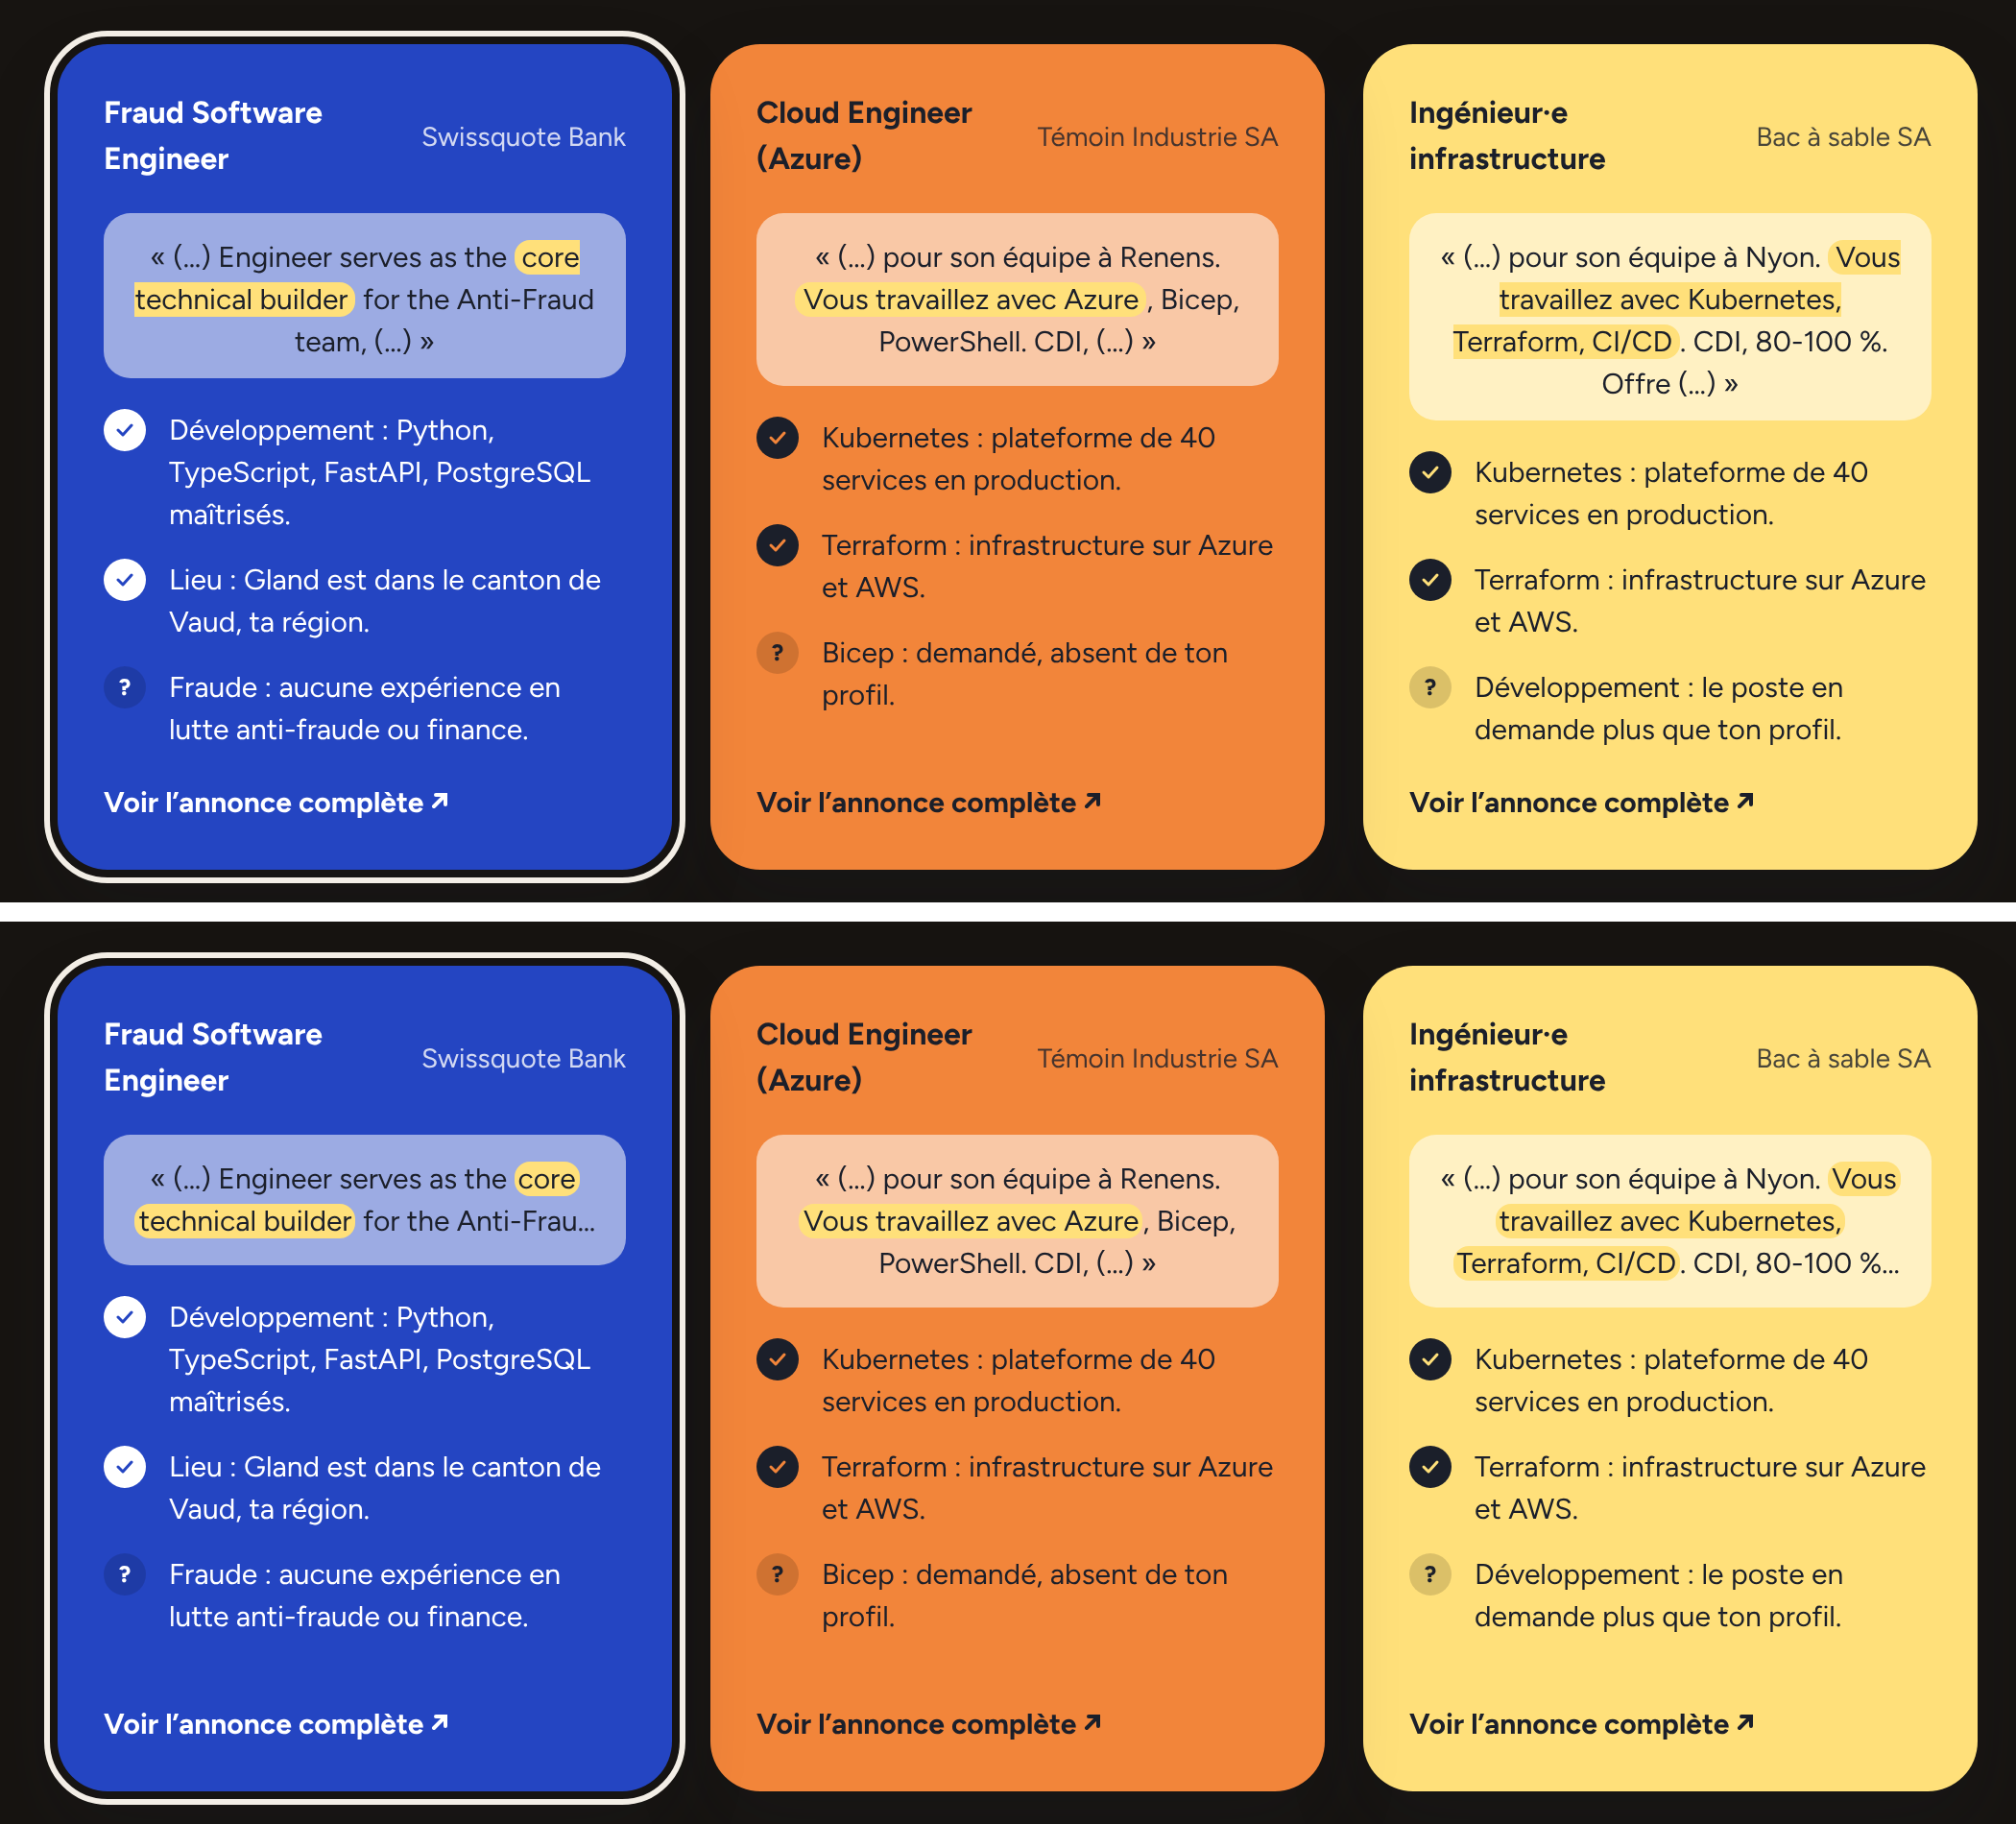 Fraud Software
Engineer
Swissquote Bank
« (...) Engineer serves as the core
technical builder for the Anti-Fraud
team, (...) »
Développement : Python,
TypeScript, FastAPI, PostgreSQL
maîtrisés.
Lieu : Gland est dans le canton de
Vaud, ta région.
? Fraude : aucune expérience en
lutte anti-fraude ou finance.
Voir l’annonce complète ↗
Cloud Engineer
(Azure)
Témoin Industrie SA
« (...) pour son équipe à Renens.
Vous travaillez avec Azure, Bicep,
PowerShell. CDI, (...) »
Kubernetes : plateforme de 40
services en production.
Terraform : infrastructure sur Azure
et AWS.
? Bicep : demandé, absent de ton
profil.
Voir l’annonce complète ↗
Ingénieur·e
infrastructure
Bac à sable SA
« (...) pour son équipe à Nyon. Vous
travaillez avec Kubernetes,
Terraform, CI/CD. CDI, 80-100 %.
Offre (...) »
Kubernetes : plateforme de 40
services en production.
Terraform : infrastructure sur Azure
et AWS.
? Développement : le poste en
demande plus que ton profil.
Voir l’annonce complète ↗
Fraud Software
Engineer
Swissquote Bank
« (...) Engineer serves as the core
technical builder for the Anti-Frau...
Développement : Python,
TypeScript, FastAPI, PostgreSQL
maîtrisés.
Lieu : Gland est dans le canton de
Vaud, ta région.
? Fraude : aucune expérience en
lutte anti-fraude ou finance.
Voir l’annonce complète ↗
Cloud Engineer
(Azure)
Témoin Industrie SA
« (...) pour son équipe à Renens.
Vous travaillez avec Azure, Bicep,
PowerShell. CDI, (...) »
Kubernetes : plateforme de 40
services en production.
Terraform : infrastructure sur Azure
et AWS.
? Bicep : demandé, absent de ton
profil.
Voir l’annonce complète ↗
Ingénieur·e
infrastructure
Bac à sable SA
« (...) pour son équipe à Nyon. Vous
travaillez avec Kubernetes,
Terraform, CI/CD. CDI, 80-100 %...
Kubernetes : plateforme de 40
services en production.
Terraform : infrastructure sur Azure
et AWS.
? Développement : le poste en
demande plus que ton profil.
Voir l’annonce complète ↗